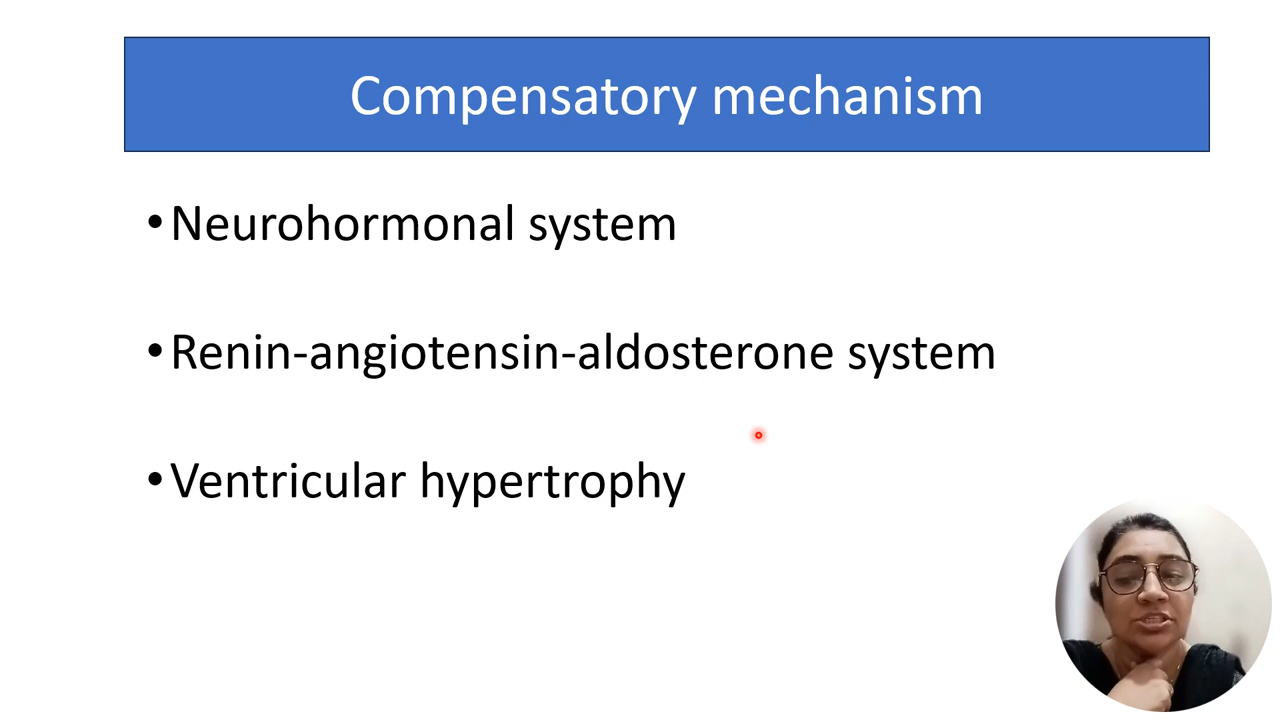 Compensatory mechanism
•Neurohormonal system
•Renin-angiotensin-aldosterone system
•Ventricular hypertrophy